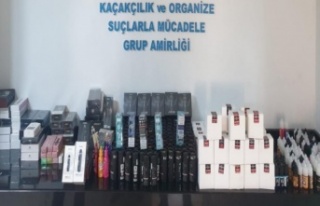 KAÇAKÇILIK ve ORGANİZE
SUÇLARLA MÜCADELE
GRUP AMİRLİĞİ